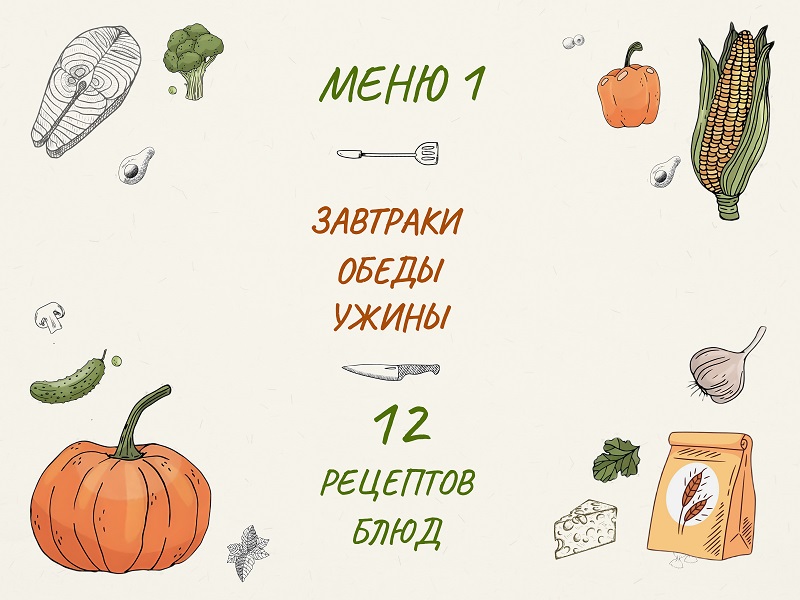 МЕНЮ 1
ЗАВТРАКИ
ОБЕДЫ
УЖИНЫ
12
РЕЦЕПТОВ
БЛЮД